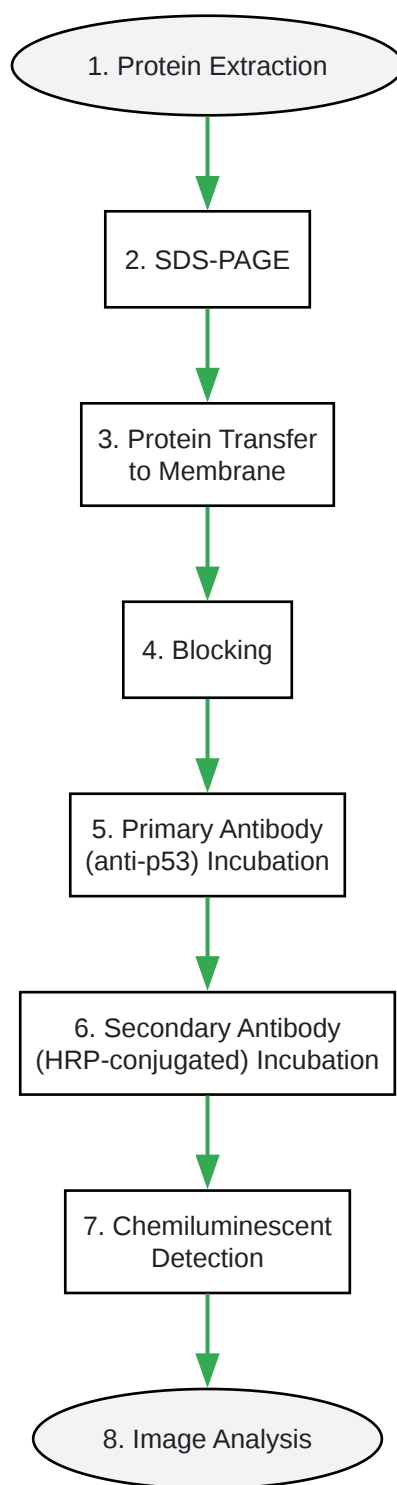 1. Protein Extraction
2. SDS-PAGE
3. Protein Transfer
to Membrane
4. Blocking
5. Primary Antibody
(anti-p53) Incubation
6. Secondary Antibody
(HRP-conjugated) Incubation
7. Chemiluminescent
Detection
8. Image Analysis